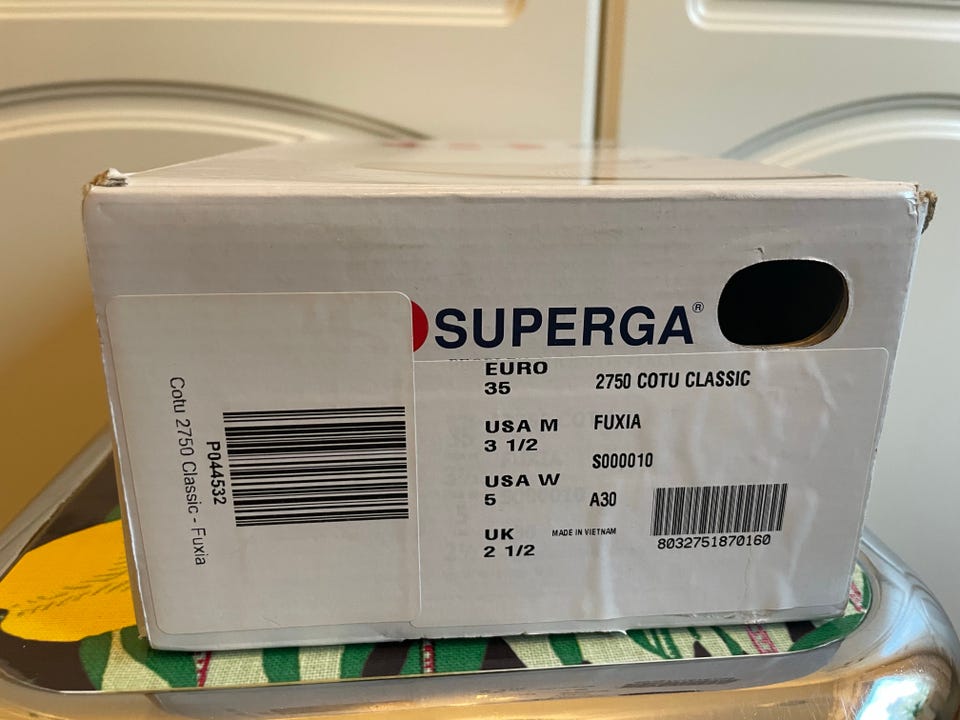 SUPERGA®
EURO
35
2750 COTU CLASSIC
USA M
3 1/2
FUXIA
S000010
USA W
5
A30
UK
2 1/2
MADE IN VIETNAM
8032751870160
P044532
Cotu 2750 Classic - Fuxia